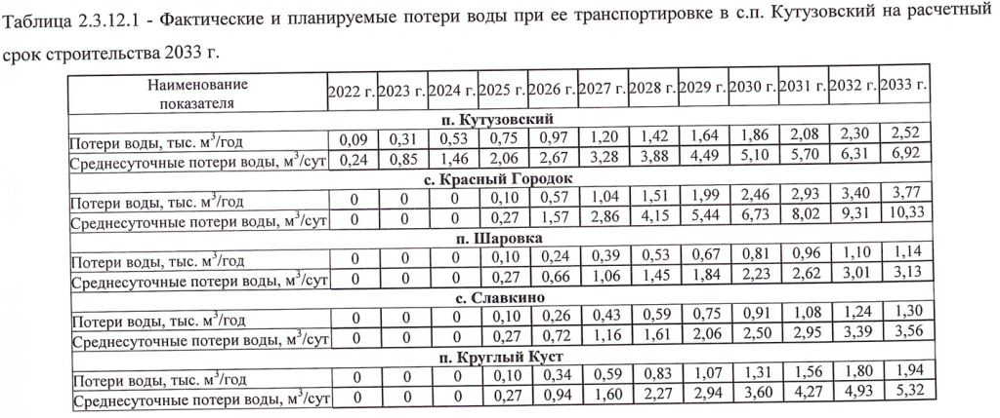 Таблица 2.3.12.1 - Фактические и планируемые потери воды при ее транспортировке в с.п. Кутузовский на расчетный
срок строительства 2033 г.
Наименование показателя 2022 г. 2023 г. 2024 г. 2025 г. 2026 г. 2027 г. 2028 г. 2029 г. 2030 г. 2031 г. 2032 г. 2033 г.
п. Кутузовский
Потери воды, тыс. м³/год 0,09 0,31 0,53 0,75 0,97 1,20 1,42 1,64 1,86 2,08 2,30 2,52
Среднесуточные потери воды, м³/сут 0,24 0,85 1,46 2,06 2,67 3,28 3,88 4,49 5,10 5,70 6,31 6,92
с. Красный Городок
Потери воды, тыс. м³/год 0 0 0 0,10 0,57 1,04 1,51 1,99 2,46 2,93 3,40 3,77
Среднесуточные потери воды, м³/сут 0 0 0 0,27 1,57 2,86 4,15 5,44 6,73 8,02 9,31 10,33
п. Шаровка
Потери воды, тыс. м³/год 0 0 0 0,10 0,24 0,39 0,53 0,67 0,81 0,96 1,10 1,14
Среднесуточные потери воды, м³/сут 0 0 0 0,27 0,66 1,06 1,45 1,84 2,23 2,62 3,01 3,13
с. Славкино
Потери воды, тыс. м³/год 0 0 0 0,10 0,26 0,43 0,59 0,75 0,91 1,08 1,24 1,30
Среднесуточные потери воды, м³/сут 0 0 0 0,27 0,72 1,16 1,61 2,06 2,50 2,95 3,39 3,56
п. Круглый Куст
Потери воды, тыс. м³/год 0 0 0 0,10 0,34 0,59 0,83 1,07 1,31 1,56 1,80 1,94
Среднесуточные потери воды, м³/сут 0 0 0 0,27 0,94 1,60 2,27 2,94 3,60 4,27 4,93 5,32